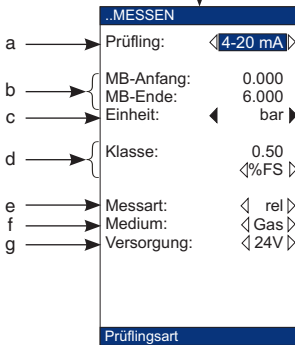 ..MESSEN
a Prüfling: 4-20 mA
b MB-Anfang: 0.000
MB-Ende: 6.000
c Einheit: bar
d Klasse: 0.50
%FS
e Messart: rel
f Medium: Gas
g Versorgung: 24V
Prüflingsart